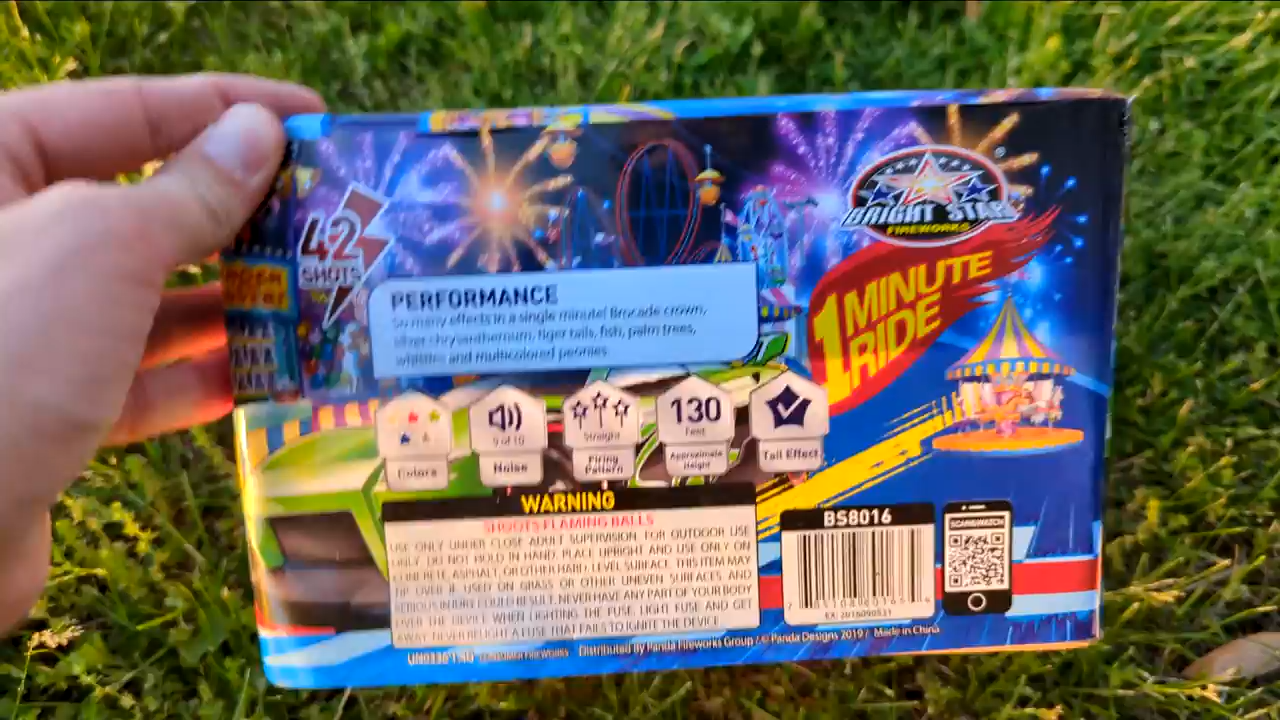 42
SHOTS
BRIGHT STAR
FIREWORKS
1 MINUTE
RIDE
PERFORMANCE
So many effects in a single minute! Brocade crown,
silver chrysanthemum, tiger tails, fish, palm trees,
whistles and multicolored peonies.
Colors
9 of 10
Noise
Straight
Firing
Pattern
130
Feet
Approximate
Height
Tail Effect
WARNING
SHOOTS FLAMING BALLS
USE ONLY UNDER CLOSE ADULT SUPERVISION. FOR OUTDOOR USE
ONLY. DO NOT HOLD IN HAND. PLACE UPRIGHT AND USE ONLY ON
CONCRETE, ASPHALT, OR OTHER HARD, LEVEL SURFACE. THIS ITEM MAY
TIP OVER IF USED ON GRASS OR OTHER UNEVEN SURFACES AND
SERIOUS INJURY COULD RESULT. NEVER HAVE ANY PART OF YOUR BODY
OVER THE DEVICE. WHEN LIGHTING THE FUSE, LIGHT FUSE AND GET
AWAY. NEVER RELIGHT A FUSE THAT FAILS TO IGNITE THE DEVICE.
BS8016
EX: 2016090531
SCAN&WATCH
UN0336 1.4G CONSUMER FIREWORKS Distributed by Panda Fireworks Group / © Panda Designs 2019 / Made in China